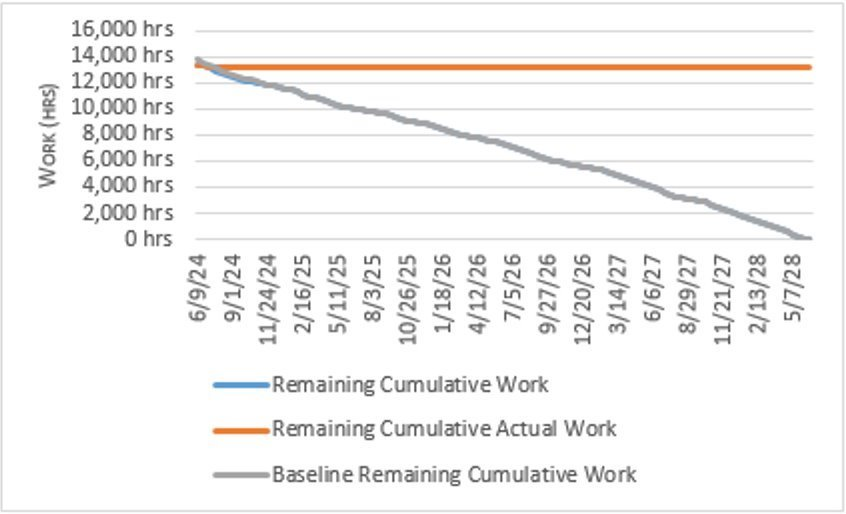 16,000 hrs
14,000 hrs
12,000 hrs
10,000 hrs
8,000 hrs
6,000 hrs
4,000 hrs
2,000 hrs
0 hrs
WORK (HRS)
6/9/24
9/1/24
11/24/24
2/16/25
5/11/25
8/3/25
10/26/25
1/18/26
4/12/26
7/5/26
9/27/26
12/20/26
3/14/27
6/6/27
8/29/27
11/21/27
2/13/28
5/7/28
Remaining Cumulative Work
Remaining Cumulative Actual Work
Baseline Remaining Cumulative Work